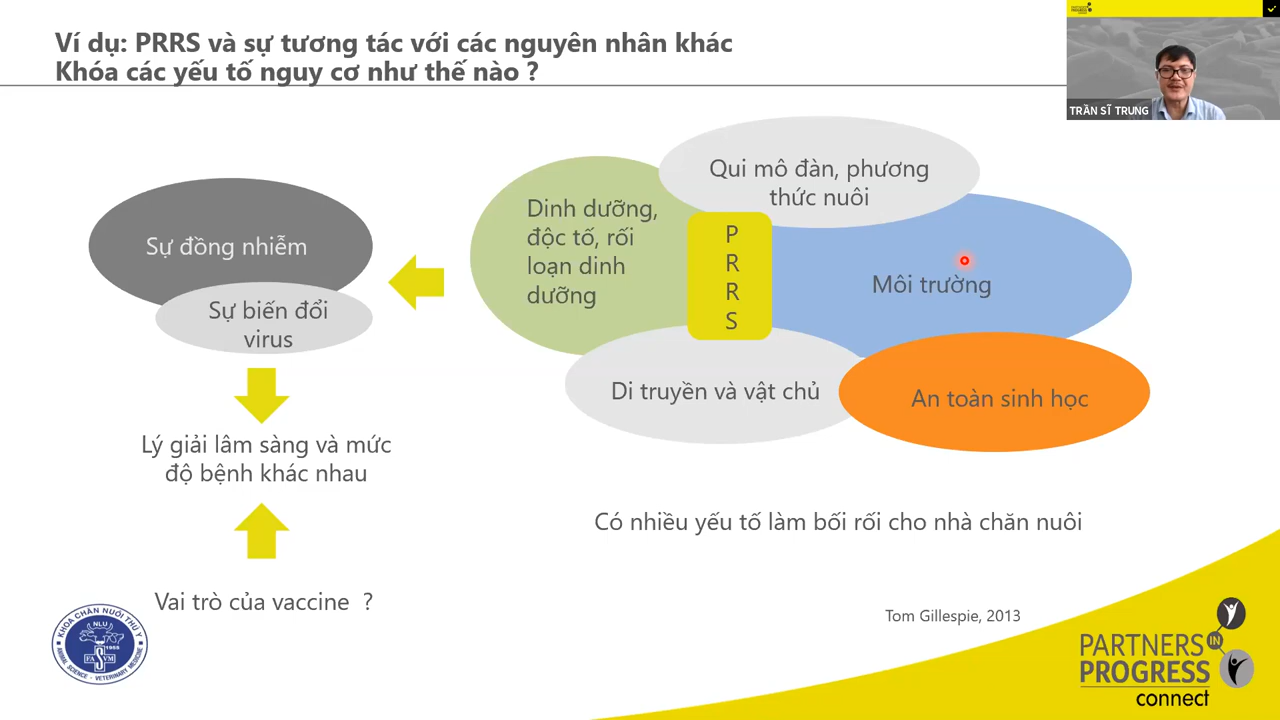 Ví dụ: PRRS và sự tương tác với các nguyên nhân khác
Khóa các yếu tố nguy cơ như thế nào ?
TRẦN SĨ TRUNG
Qui mô đàn, phương
thức nuôi
Dinh dưỡng,
độc tố, rối
loạn dinh
dưỡng
P
R
R
S
Môi trường
Sự đồng nhiễm
Sự biến đổi
virus
Di truyền và vật chủ
An toàn sinh học
Lý giải lâm sàng và mức
độ bệnh khác nhau
Có nhiều yếu tố làm bối rối cho nhà chăn nuôi
Vai trò của vaccine ?
Tom Gillespie, 2013
KHOA CHĂN NUÔI THÚ Y
NLU
1955
FASVM
ANIMAL SCIENCE - VETERINARY MEDICINE
PARTNERS IN
PROGRESS
connect